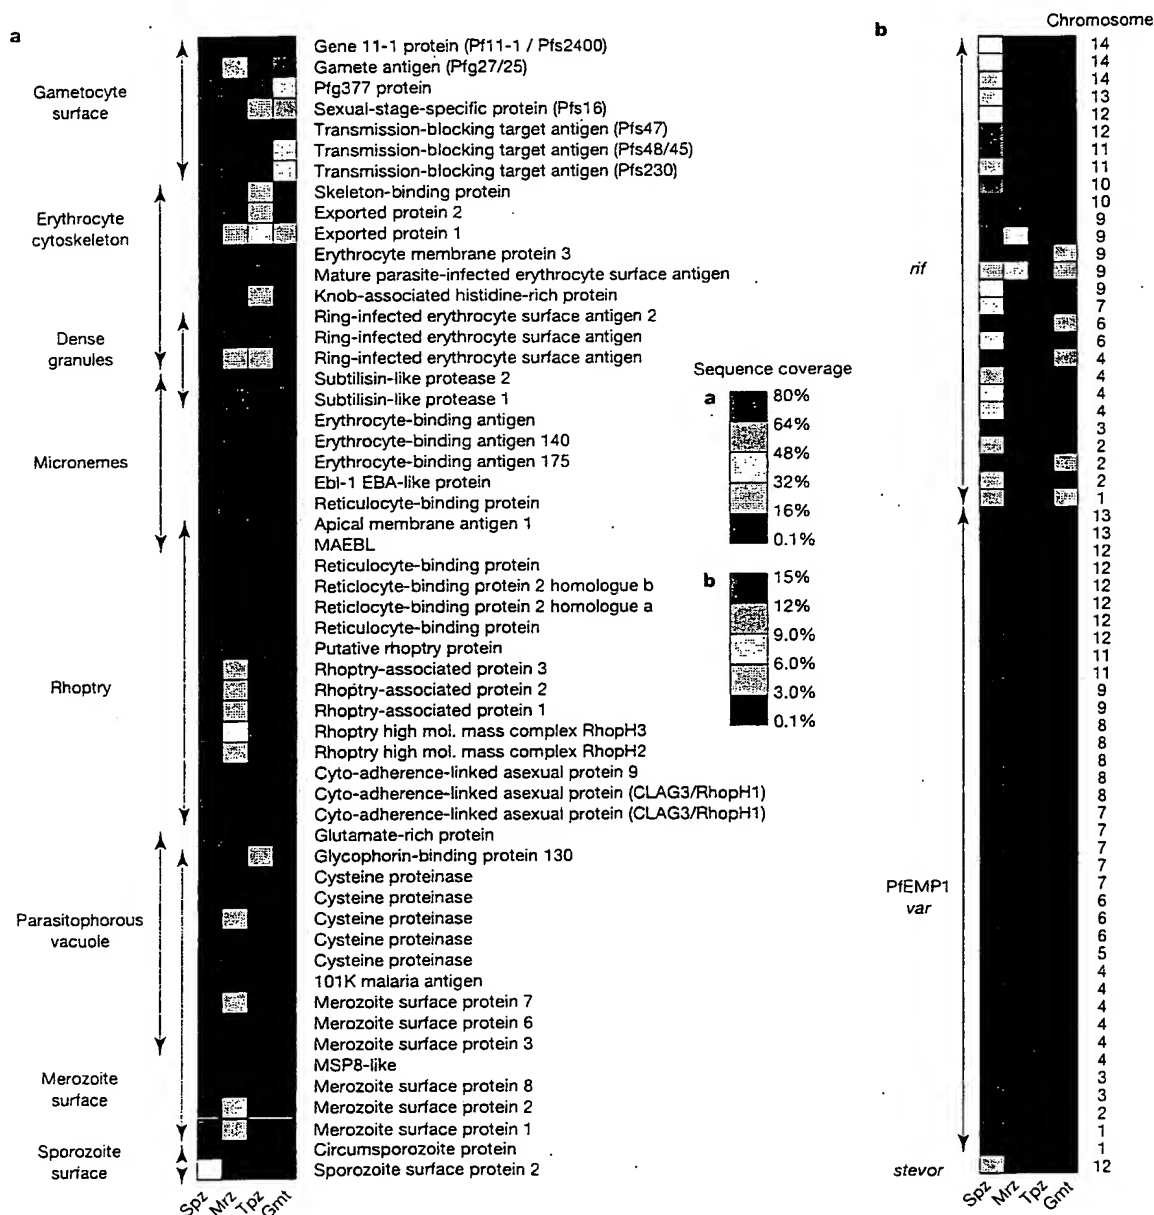 a
Gametocyte
surface
Erythrocyte
cytoskeleton
Dense
granules
Micronemes
Rhoptry
Parasitophorous
vacuole
Merozoite
surface
Sporozoite
surface
Gene 11-1 protein (Pf11-1 / Pfs2400)
Gamete antigen (Pfg27/25)
Pfg377 protein
Sexual-stage-specific protein (Pfs16)
Transmission-blocking target antigen (Pfs47)
Transmission-blocking target antigen (Pfs48/45)
Transmission-blocking target antigen (Pfs230)
Skeleton-binding protein
Exported protein 2
Exported protein 1
Erythrocyte membrane protein 3
Mature parasite-infected erythrocyte surface antigen
Knob-associated histidine-rich protein
Ring-infected erythrocyte surface antigen 2
Ring-infected erythrocyte surface antigen
Ring-infected erythrocyte surface antigen
Subtilisin-like protease 2
Subtilisin-like protease 1
Erythrocyte-binding antigen
Erythrocyte-binding antigen 140
Erythrocyte-binding antigen 175
Ebl-1 EBA-like protein
Reticulocyte-binding protein
Apical membrane antigen 1
MAEBL
Reticulocyte-binding protein
Reticlocyte-binding protein 2 homologue b
Reticlocyte-binding protein 2 homologue a
Reticulocyte-binding protein
Putative rhoptry protein
Rhoptry-associated protein 3
Rhoptry-associated protein 2
Rhoptry-associated protein 1
Rhoptry high mol. mass complex RhopH3
Rhoptry high mol. mass complex RhopH2
Cyto-adherence-linked asexual protein 9
Cyto-adherence-linked asexual protein (CLAG3/RhopH1)
Cyto-adherence-linked asexual protein (CLAG3/RhopH1)
Glutamate-rich protein
Glycophorin-binding protein 130
Cysteine proteinase
Cysteine proteinase
Cysteine proteinase
Cysteine proteinase
Cysteine proteinase
101K malaria antigen
Merozoite surface protein 7
Merozoite surface protein 6
Merozoite surface protein 3
MSP8-like
Merozoite surface protein 8
Merozoite surface protein 2
Merozoite surface protein 1
Circumsporozoite protein
Sporozoite surface protein 2
Spz Mrz Tpz Gmt
Sequence coverage
a
80%
64%
48%
32%
16%
0.1%
b
15%
12%
9.0%
6.0%
3.0%
0.1%
b
Chromosome
rif
PfEMP1
var
stevor
14
14
14
13
12
12
11
11
10
10
9
9
9
9
9
7
6
6
4
4
4
4
3
2
2
2
1
13
13
12
12
12
12
12
12
11
11
9
9
8
8
8
8
8
7
7
7
7
7
6
6
6
5
4
4
4
4
4
4
3
3
2
1
1
12
Spz Mrz Tpz Gmt